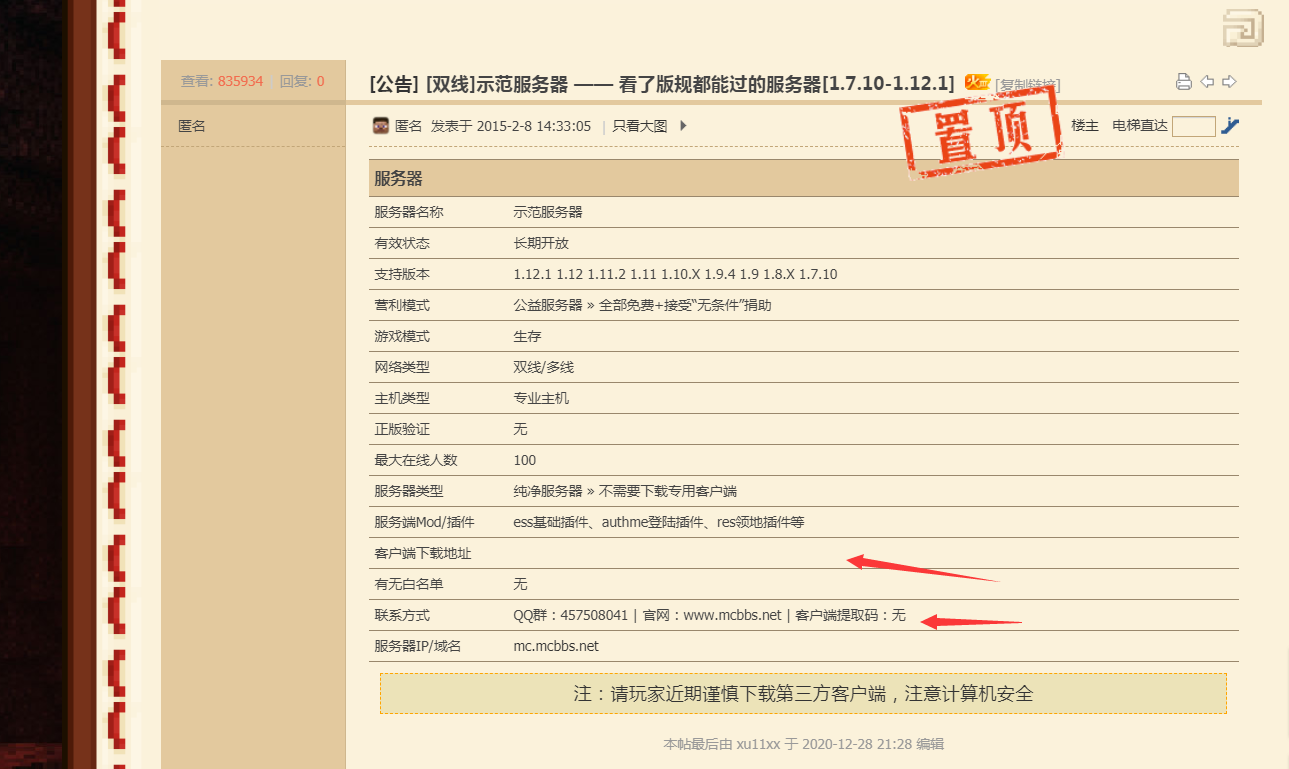 查看: 835934 回复: 0
[公告] [双线]示范服务器 —— 看了版规都能过的服务器[1.7.10-1.12.1] 火 [复制链接]
匿名
匿名 发表于 2015-2-8 14:33:05 | 只看大图
置顶
楼主 电梯直达
服务器
服务器名称 示范服务器
有效状态 长期开放
支持版本 1.12.1 1.12 1.11.2 1.11 1.10.X 1.9.4 1.9 1.8.X 1.7.10
营利模式 公益服务器 » 全部免费+接受“无条件”捐助
游戏模式 生存
网络类型 双线/多线
主机类型 专业主机
正版验证 无
最大在线人数 100
服务器类型 纯净服务器 » 不需要下载专用客户端
服务端Mod/插件 ess基础插件、authme登陆插件、res领地插件等
客户端下载地址
有无白名单 无
联系方式 QQ群：457508041 | 官网：www.mcbbs.net | 客户端提取码：无
服务器IP/域名 mc.mcbbs.net
注：请玩家近期谨慎下载第三方客户端，注意计算机安全
本帖最后由 xu11xx 于 2020-12-28 21:28 编辑